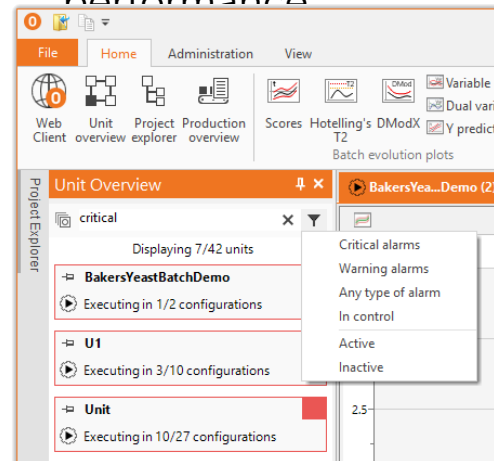 performance
File Home Administration View
Web Client
Unit overview
Project explorer
Production overview
Scores
Hotelling's T2
DModX
Variable
Dual vari
Y predict
Batch evolution plots
Project Explorer
Unit Overview
BakersYea...Demo (2)
critical
Displaying 7/42 units
BakersYeastBatchDemo
Executing in 1/2 configurations
U1
Executing in 3/10 configurations
Unit
Executing in 10/27 configurations
Critical alarms
Warning alarms
Any type of alarm
In control
Active
Inactive
2.5